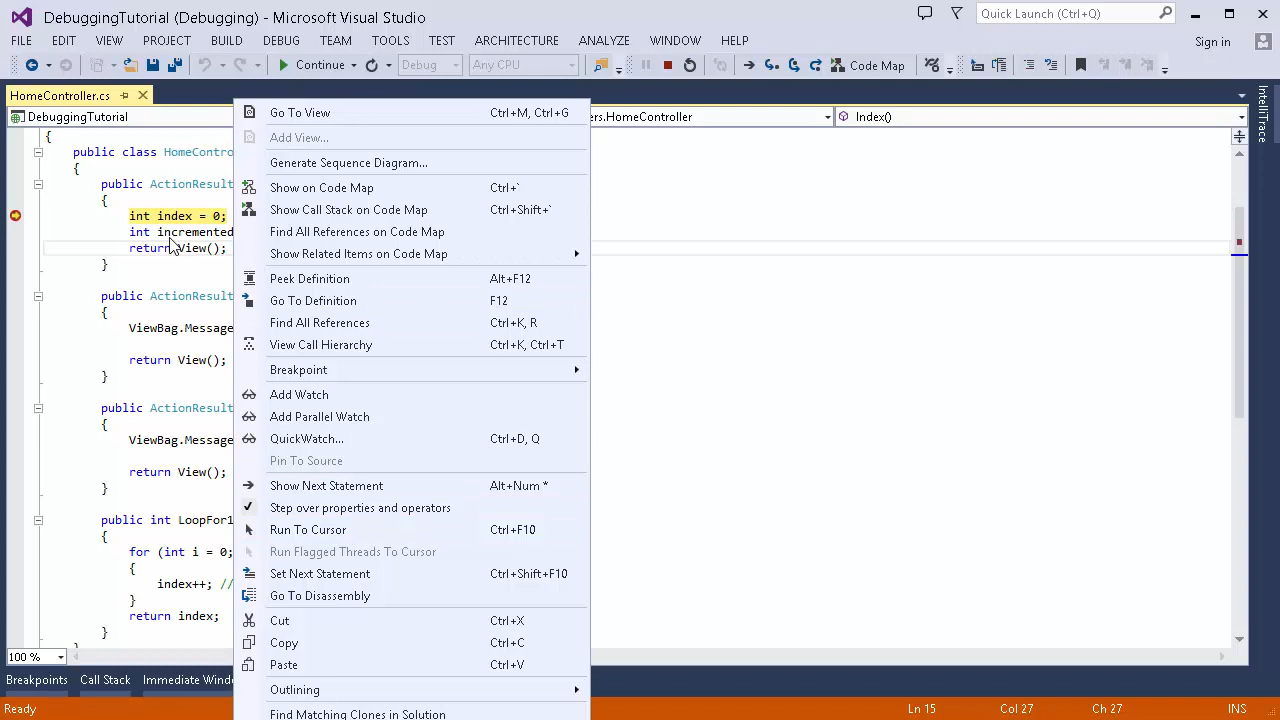 DebuggingTutorial (Debugging) - Microsoft Visual Studio
Quick Launch (Ctrl+Q)
FILE EDIT VIEW PROJECT BUILD DEBUG TEAM TOOLS TEST ARCHITECTURE ANALYZE WINDOW HELP
Sign in
Continue Debug Code Map
HomeController.cs
DebuggingTutorial
ers.HomeController
Index()
IntelliTrace
{
public class HomeContro
{
public ActionResult
{
int index = 0;
int incremented
return View();
}
public ActionResult
{
ViewBag.Message
return View();
}
public ActionResult
{
ViewBag.Message
return View();
}
public int LoopFor1
{
for (int i = 0;
{
index++; //
}
return index;
}
}
Go To View Ctrl+M, Ctrl+G
Add View...
Generate Sequence Diagram...
Show on Code Map Ctrl+`
Show Call Stack on Code Map Ctrl+Shift+`
Find All References on Code Map
Show Related Items on Code Map
Peek Definition Alt+F12
Go To Definition F12
Find All References Ctrl+K, R
View Call Hierarchy Ctrl+K, Ctrl+T
Breakpoint
Add Watch
Add Parallel Watch
QuickWatch... Ctrl+D, Q
Pin To Source
Show Next Statement Alt+Num *
Step over properties and operators
Run To Cursor Ctrl+F10
Run Flagged Threads To Cursor
Set Next Statement Ctrl+Shift+F10
Go To Disassembly
Cut Ctrl+X
Copy Ctrl+C
Paste Ctrl+V
Outlining
100 %
Breakpoints Call Stack Immediate Wind
Ready Ln 15 Col 27 Ch 27 INS